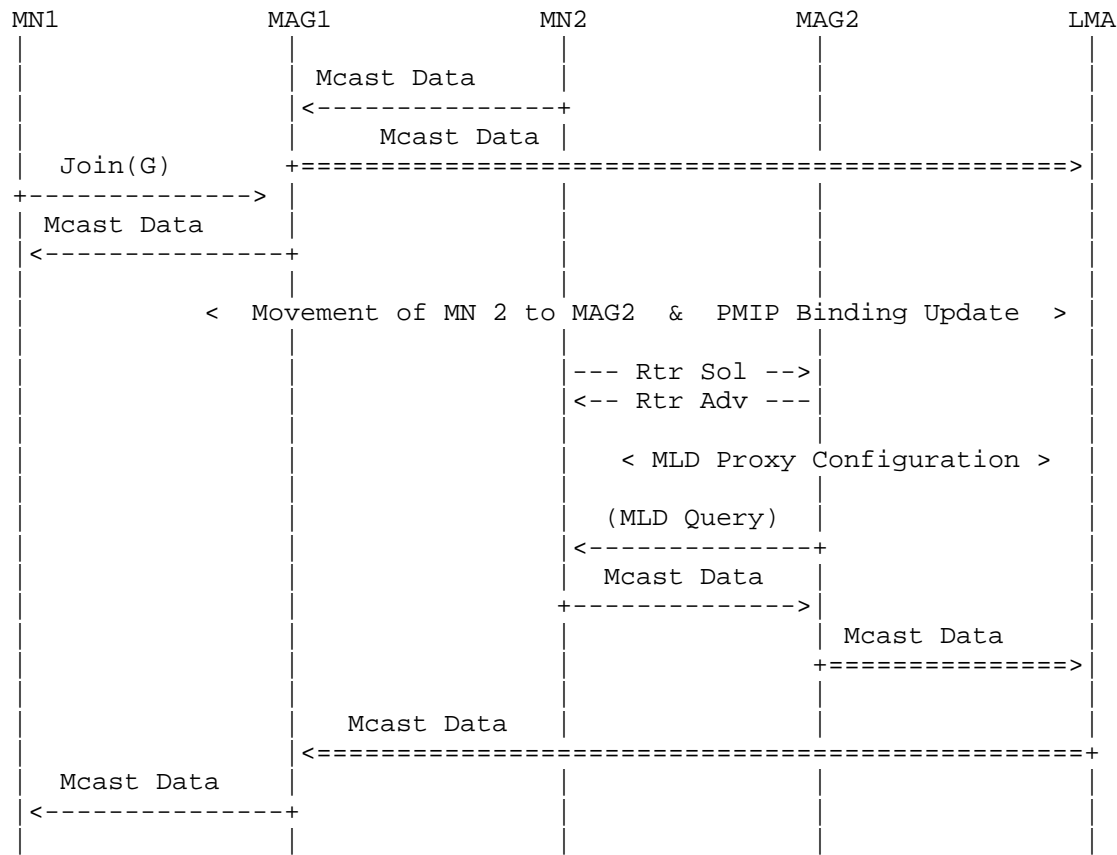 MN1 MAG1 MN2 MAG2 LMA
Mcast Data
Mcast Data
Join(G)
Mcast Data
< Movement of MN 2 to MAG2 & PMIP Binding Update >
--- Rtr Sol -->
<-- Rtr Adv ---
< MLD Proxy Configuration >
(MLD Query)
Mcast Data
Mcast Data
Mcast Data
Mcast Data